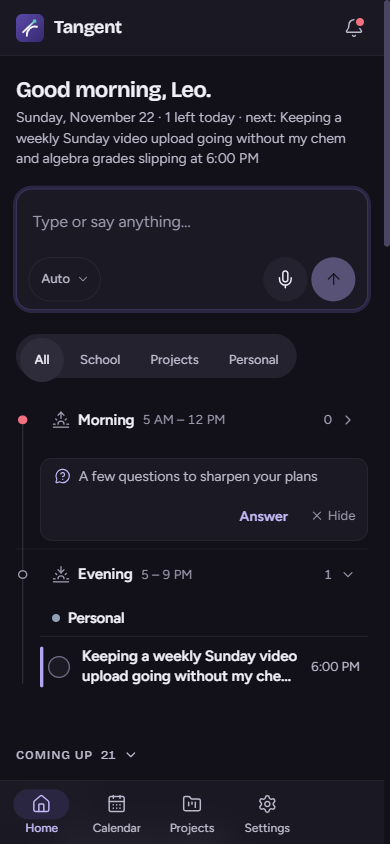 Tangent
Good morning, Leo.
Sunday, November 22 · 1 left today · next: Keeping a
weekly Sunday video upload going without my chem
and algebra grades slipping at 6:00 PM
Type or say anything...
Auto
All School Projects Personal
Morning 5 AM – 12 PM 0
A few questions to sharpen your plans
Answer Hide
Evening 5 – 9 PM 1
Personal
Keeping a weekly Sunday video
upload going without my che... 6:00 PM
COMING UP 21
Home Calendar Projects Settings